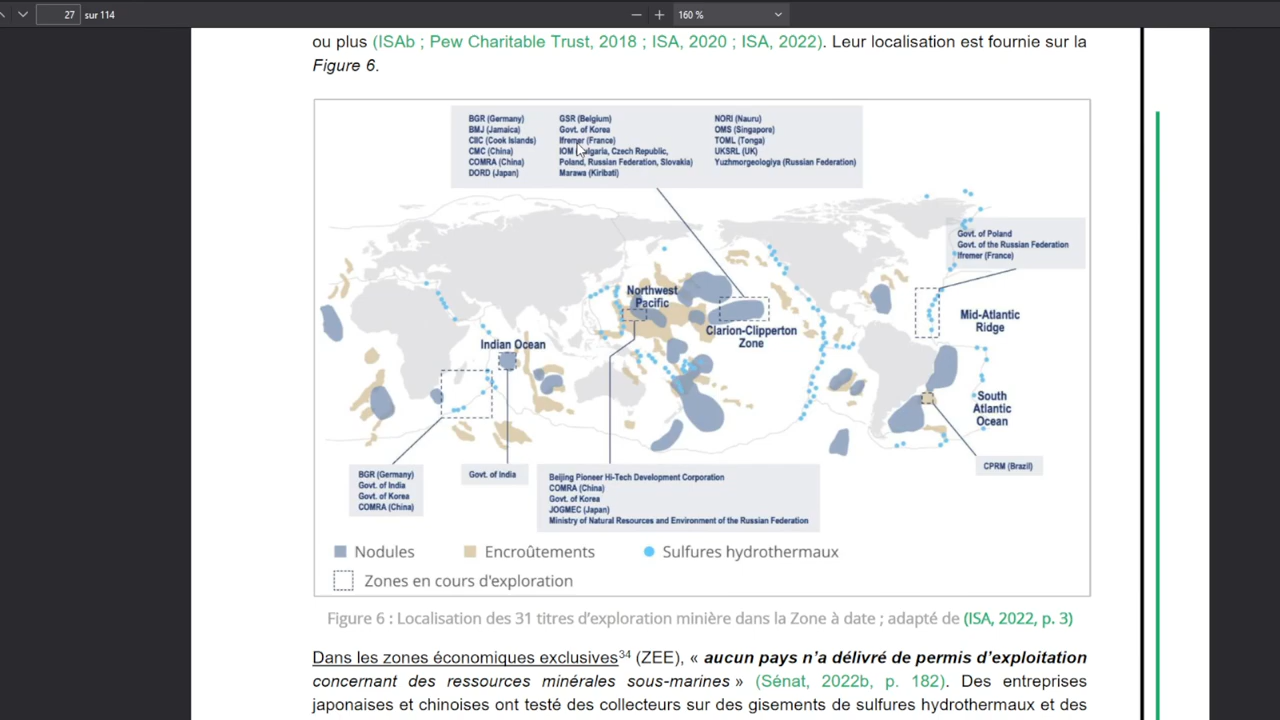 27 sur 114 160 %
ou plus (ISAb ; Pew Charitable Trust, 2018 ; ISA, 2020 ; ISA, 2022). Leur localisation est fournie sur la
Figure 6.
BGR (Germany)
BMJ (Jamaica)
CIIC (Cook Islands)
CMC (China)
COMRA (China)
DORD (Japan)
GSR (Belgium)
Govt. of Korea
Ifremer (France)
IOM Czech Republic,
Poland, Russian Federation, Slovakia)
Marawa (Kiribati)
NORI (Nauru)
OMS (Singapore)
TOML (Tonga)
UKSRL (UK)
Yuzhmorgeologiya (Russian Federation)
Govt. of Poland
Govt. of the Russian Federation
Ifremer (France)
Northwest
Pacific
Clarion-Clipperton
Zone
Mid-Atlantic
Ridge
Indian Ocean
South
Atlantic
Ocean
BGR (Germany)
Govt. of India
Govt. of Korea
COMRA (China)
Govt. of India
Beijing Pioneer Hi-Tech Development Corporation
COMRA (China)
Govt. of Korea
JOGMEC (Japan)
Ministry of Natural Resources and Environment of the Russian Federation
CPRM (Brazil)
Nodules
Encroûtements
Sulfures hydrothermaux
Zones en cours d'exploration
Figure 6 : Localisation des 31 titres d'exploration minière dans la Zone à date ; adapté de (ISA, 2022, p. 3)
Dans les zones économiques exclusives³⁴ (ZEE), « aucun pays n'a délivré de permis d'exploitation
concernant des ressources minérales sous-marines » (Sénat, 2022b, p. 182). Des entreprises
japonaises et chinoises ont testé des collecteurs sur des gisements de sulfures hydrothermaux et des